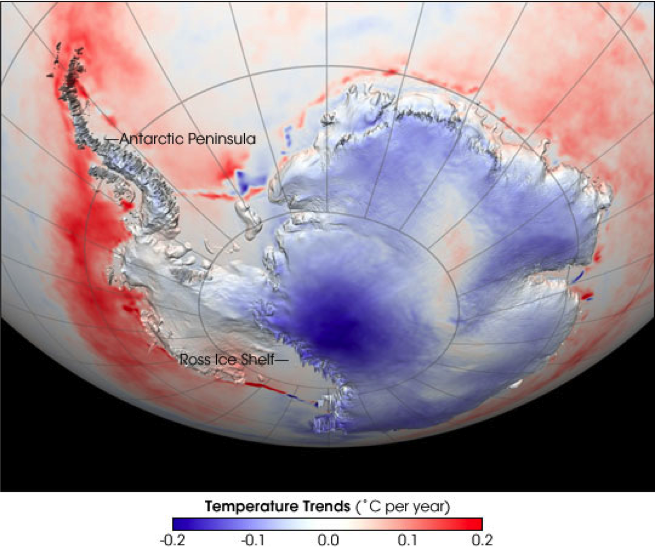 Antarctic Peninsula
Ross Ice Shelf
Temperature Trends (˚C per year)
-0.2 -0.1 0.0 0.1 0.2